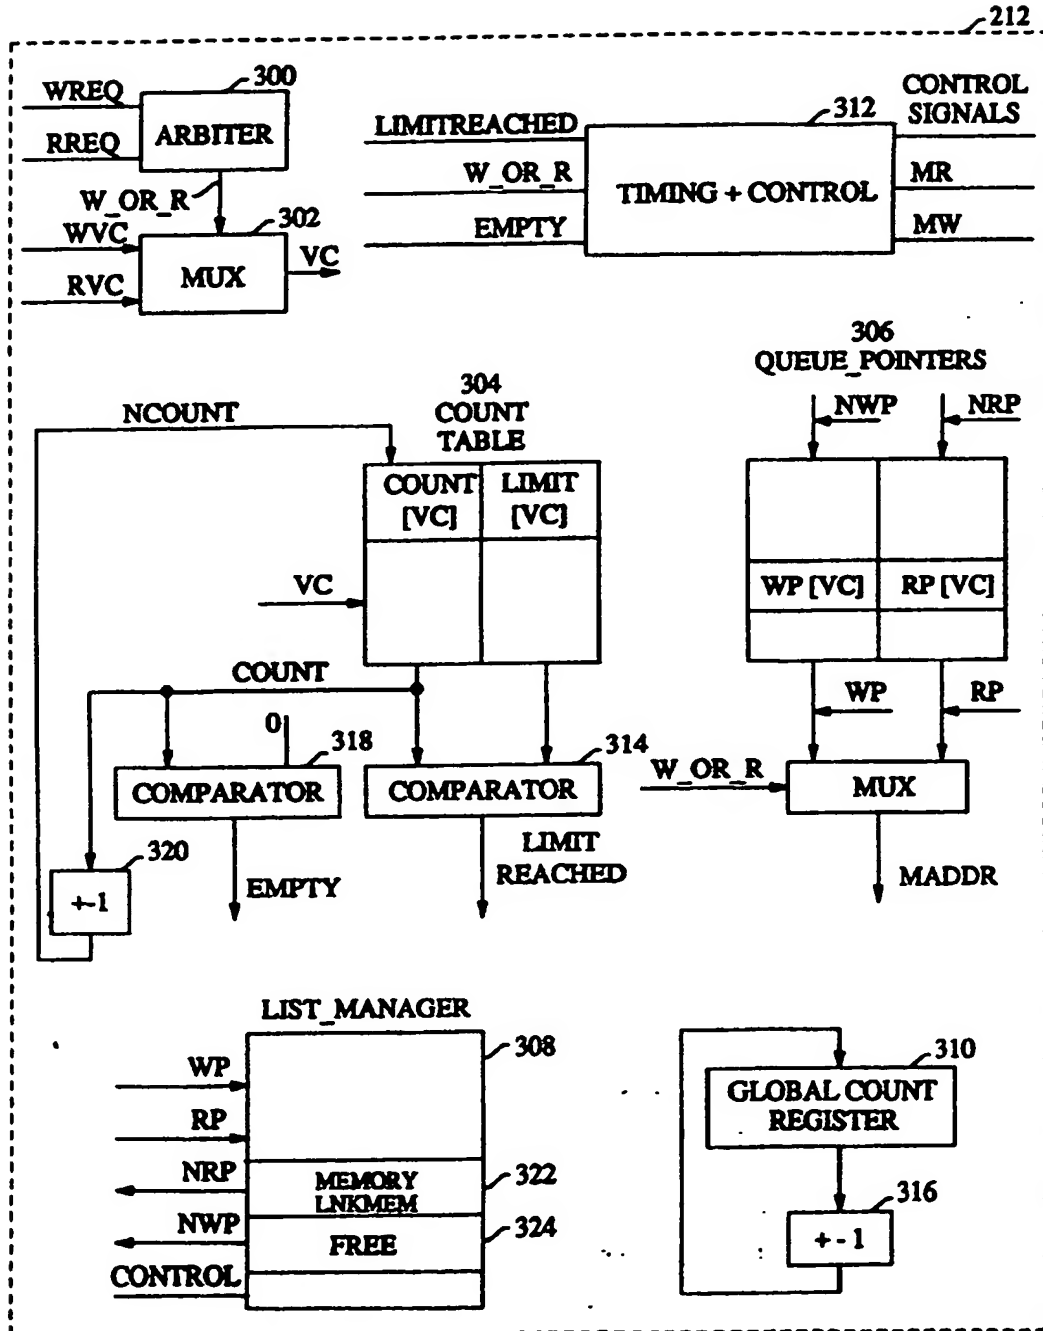 212
WREQ
300
ARBITER
RREQ
W_OR_R
302
WVC
MUX
VC
RVC
LIMITREACHED
312
CONTROL
SIGNALS
W_OR_R
TIMING + CONTROL
MR
EMPTY
MW
306
QUEUE_POINTERS
NWP
NRP
WP [VC]
RP [VC]
WP
RP
W_OR_R
MUX
MADDR
304
COUNT
TABLE
NCOUNT
COUNT
[VC]
LIMIT
[VC]
VC
COUNT
0
318
COMPARATOR
314
COMPARATOR
320
+-1
EMPTY
LIMIT
REACHED
LIST_MANAGER
308
WP
RP
NRP
MEMORY
LNKMEM
322
NWP
FREE
324
CONTROL
310
GLOBAL COUNT
REGISTER
316
+ - 1